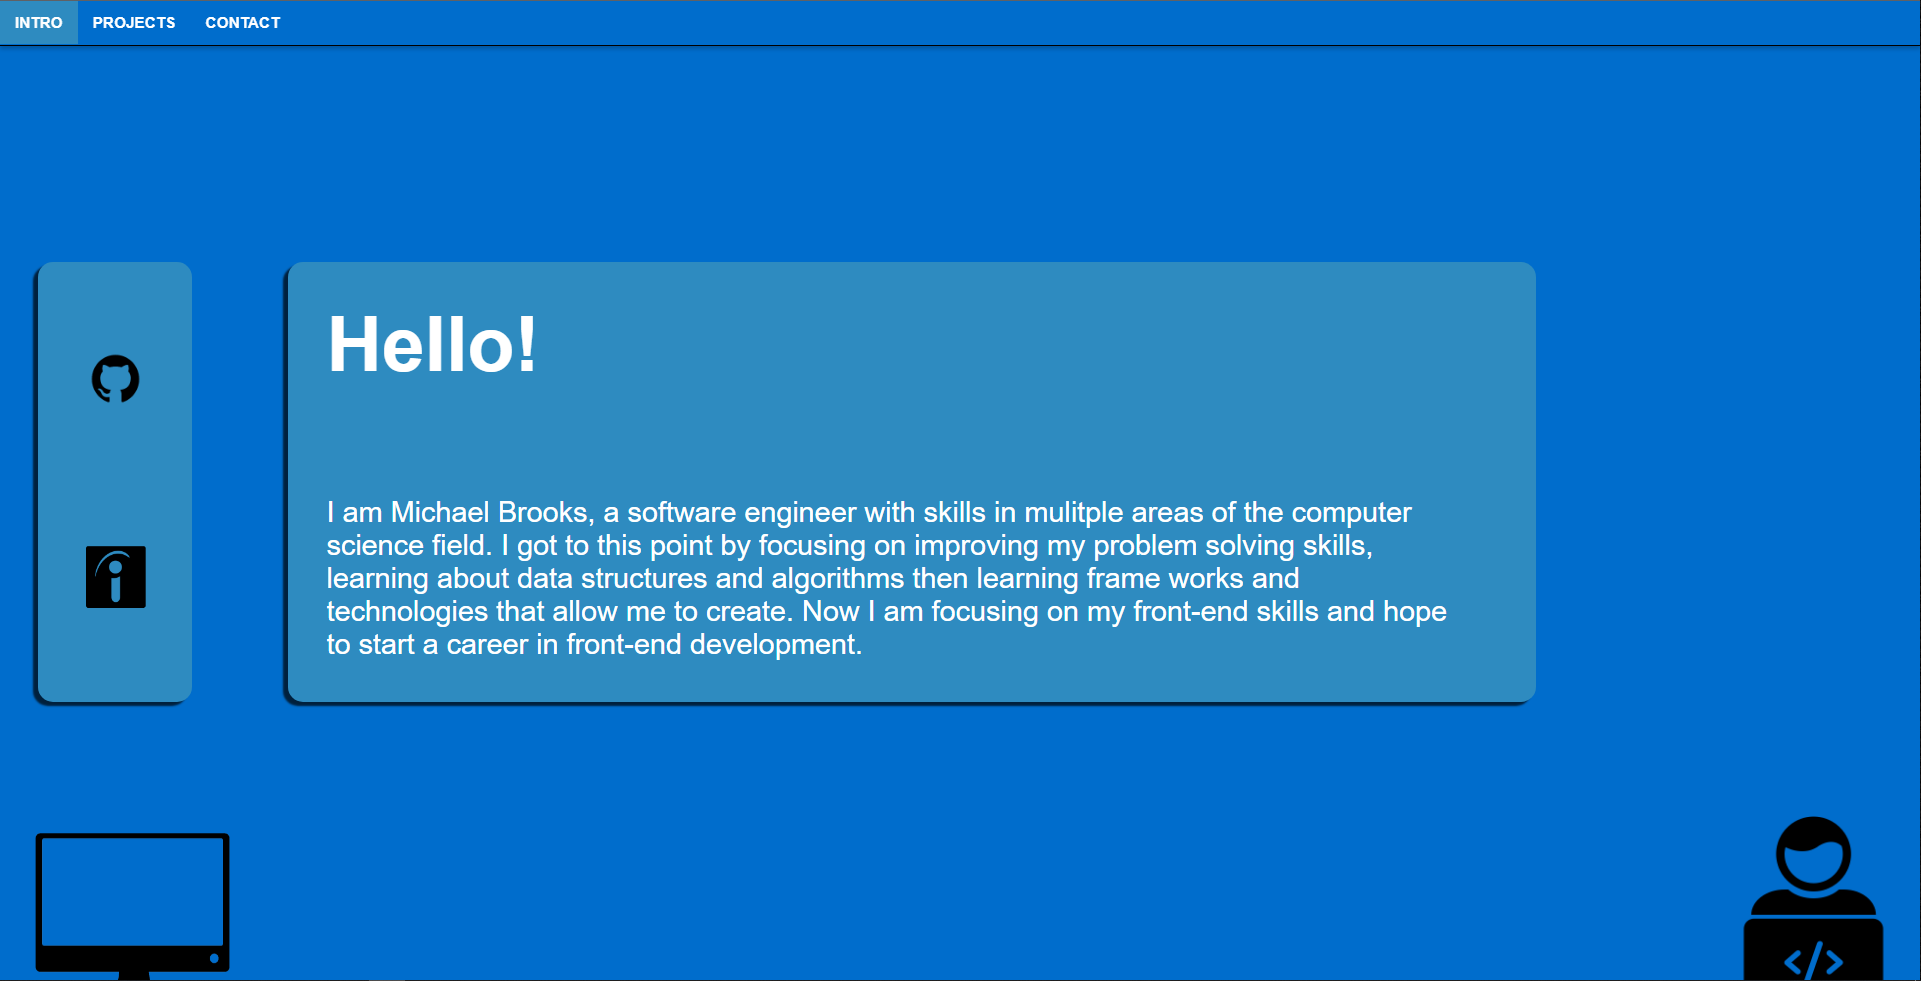 INTRO PROJECTS CONTACT
Hello!
I am Michael Brooks, a software engineer with skills in mulitple areas of the computer
science field. I got to this point by focusing on improving my problem solving skills,
learning about data structures and algorithms then learning frame works and
technologies that allow me to create. Now I am focusing on my front-end skills and hope
to start a career in front-end development.
i
</>